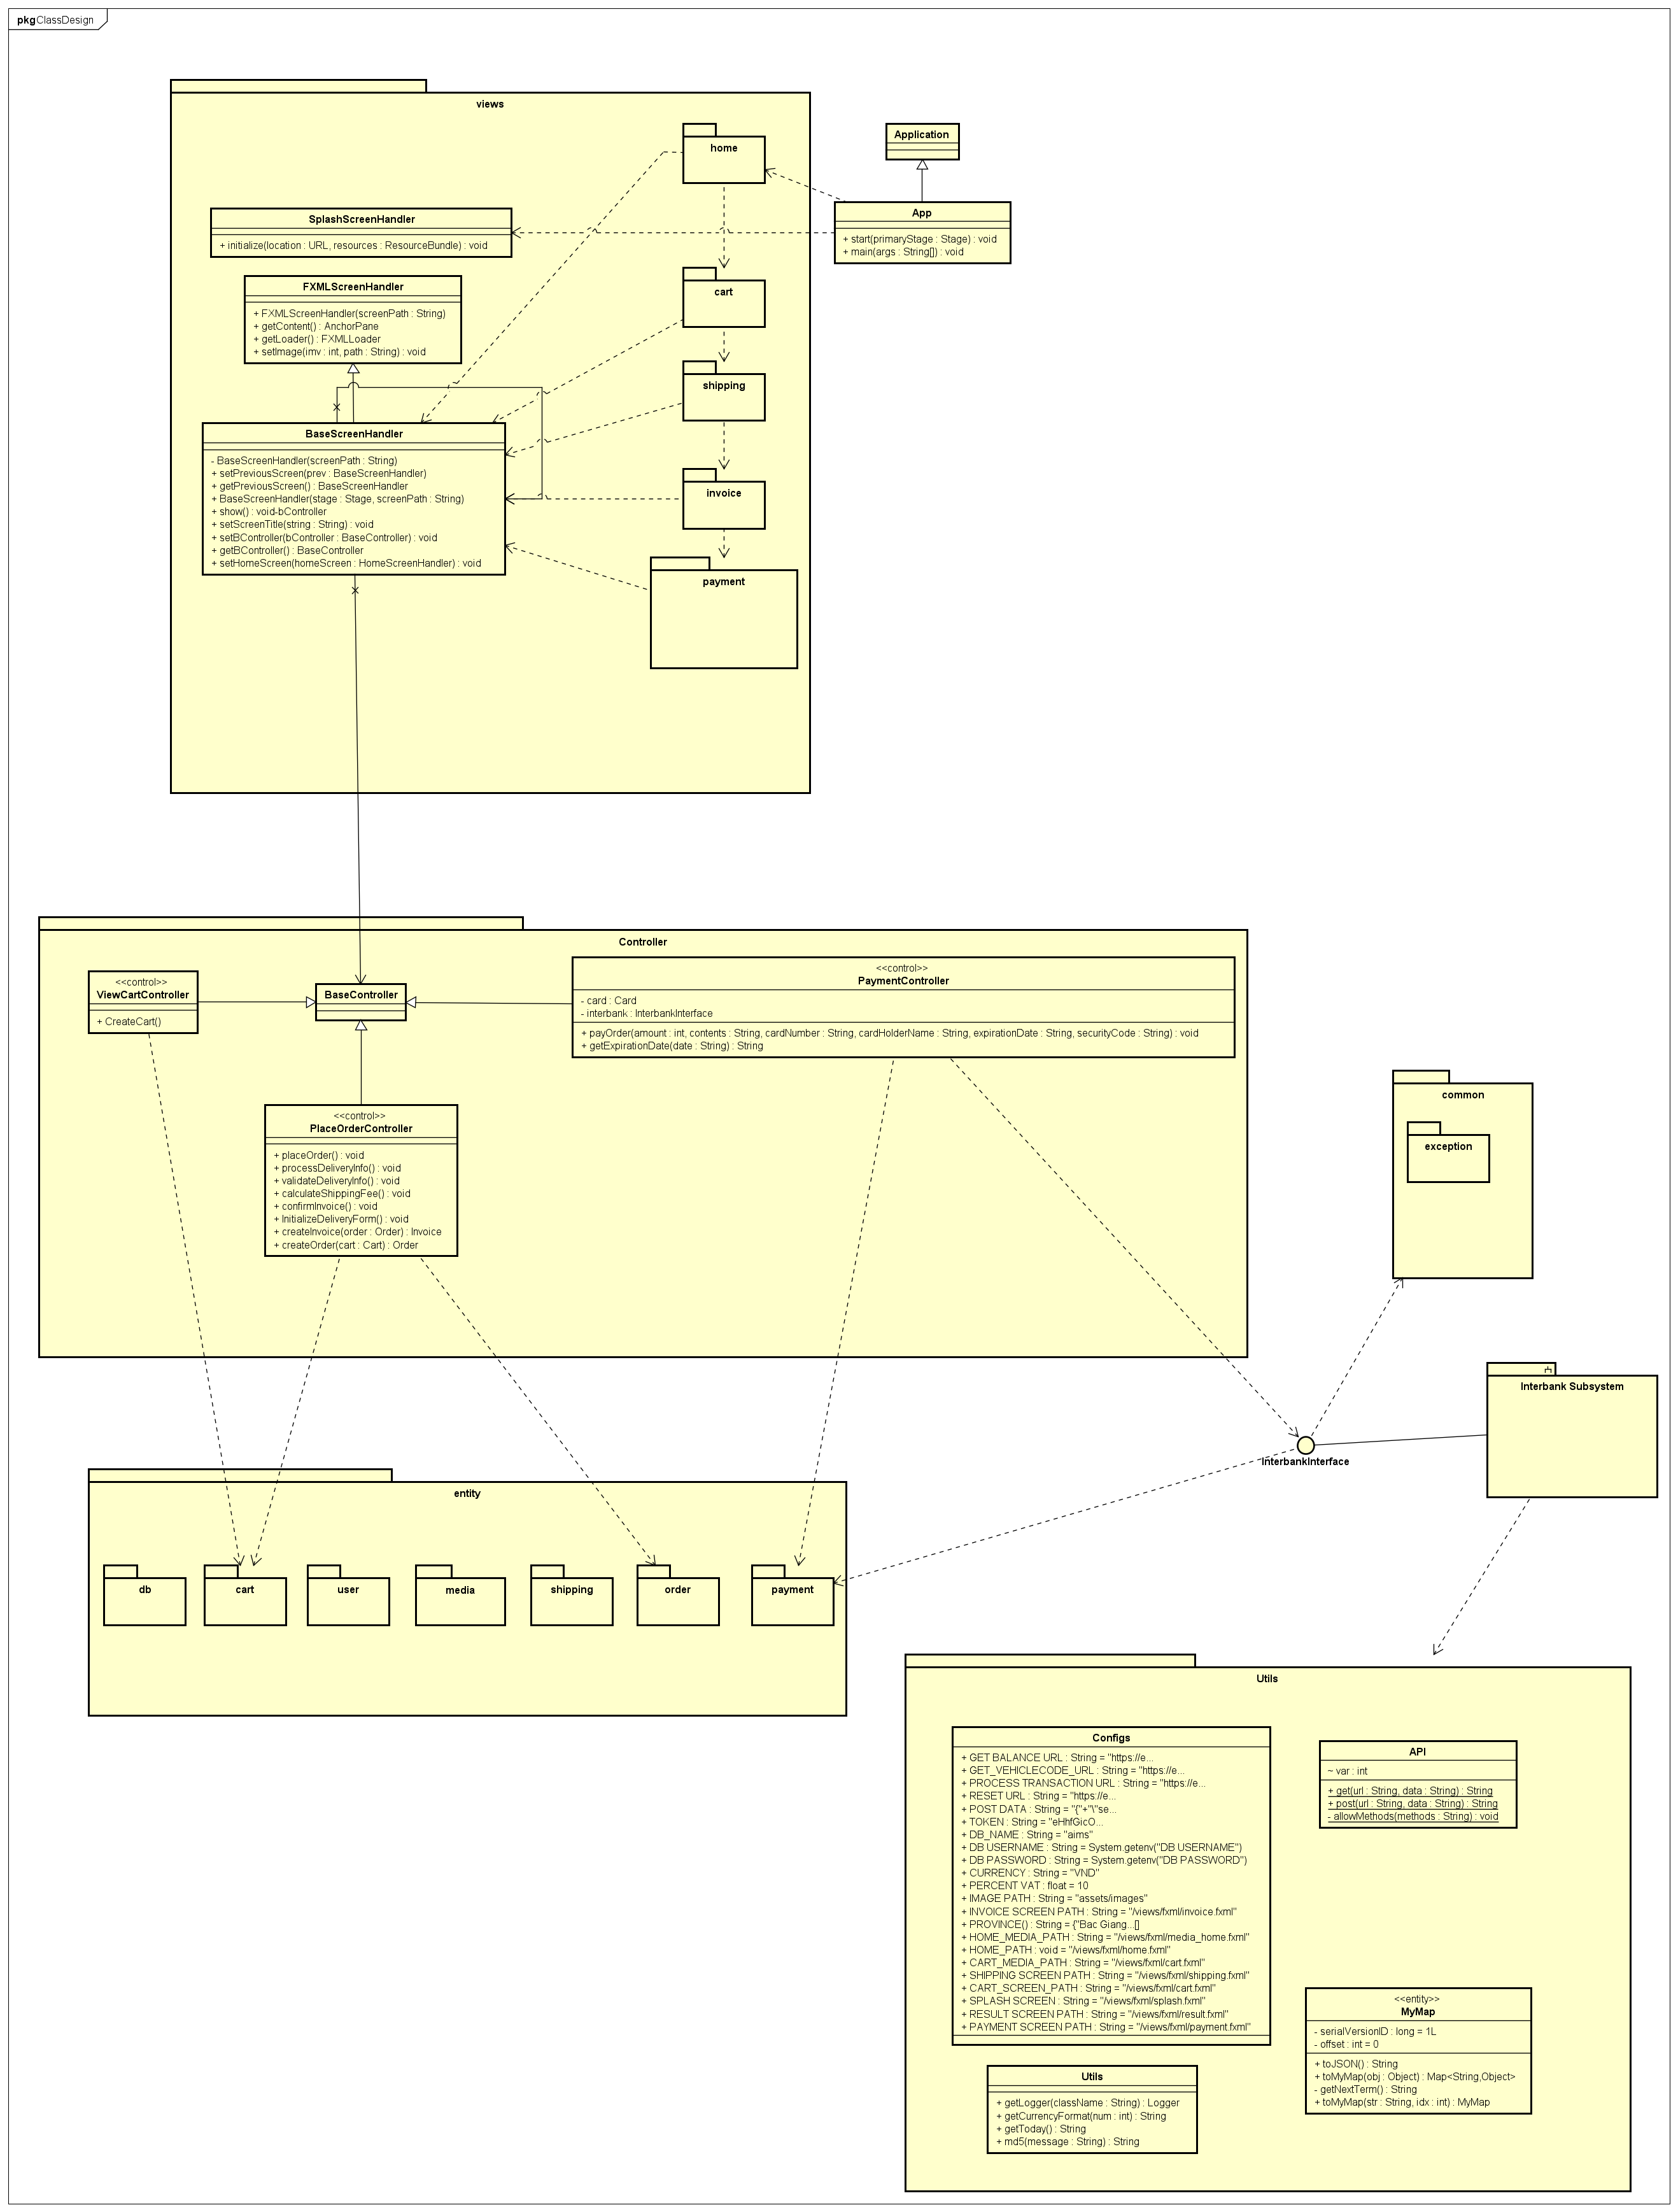 pkg ClassDesign
views
home
Application
SplashScreenHandler
+ initialize(location : URL, resources : ResourceBundle) : void
App
+ start(primaryStage : Stage) : void
+ main(args : String[]) : void
FXMLScreenHandler
+ FXMLScreenHandler(screenPath : String)
+ getContent() : AnchorPane
+ getLoader() : FXMLLoader
+ setImage(imv : int, path : String) : void
cart
shipping
BaseScreenHandler
- BaseScreenHandler(screenPath : String)
+ setPreviousScreen(prev : BaseScreenHandler)
+ getPreviousScreen() : BaseScreenHandler
+ BaseScreenHandler(stage : Stage, screenPath : String)
+ show() : void-bController
+ setScreenTitle(string : String) : void
+ setBController(bController : BaseController) : void
+ getBController() : BaseController
+ setHomeScreen(homeScreen : HomeScreenHandler) : void
invoice
payment
Controller
<<control>>
ViewCartController
+ CreateCart()
BaseController
<<control>>
PaymentController
- card : Card
- interbank : InterbankInterface
+ payOrder(amount : int, contents : String, cardNumber : String, cardHolderName : String, expirationDate : String, securityCode : String) : void
+ getExpirationDate(date : String) : String
<<control>>
PlaceOrderController
+ placeOrder() : void
+ processDeliveryInfo() : void
+ validateDeliveryInfo() : void
+ calculateShippingFee() : void
+ confirmInvoice() : void
+ InitializeDeliveryForm() : void
+ createInvoice(order : Order) : Invoice
+ createOrder(cart : Cart) : Order
common
exception
Interbank Subsystem
InterbankInterface
entity
db
cart
user
media
shipping
order
payment
Utils
Configs
+ GET BALANCE URL : String = "https://e...
+ GET_VEHICLECODE_URL : String = "https://e...
+ PROCESS TRANSACTION URL : String = "https://e...
+ RESET URL : String = "https://e...
+ POST DATA : String = "{"+"\"se...
+ TOKEN : String = "eHhfGicO...
+ DB_NAME : String = "aims"
+ DB USERNAME : String = System.getenv("DB USERNAME")
+ DB PASSWORD : String = System.getenv("DB PASSWORD")
+ CURRENCY : String = "VND"
+ PERCENT VAT : float = 10
+ IMAGE PATH : String = "assets/images"
+ INVOICE SCREEN PATH : String = "/views/fxml/invoice.fxml"
+ PROVINCE() : String = {"Bac Giang...[]
+ HOME_MEDIA_PATH : String = "/views/fxml/media_home.fxml"
+ HOME_PATH : void = "/views/fxml/home.fxml"
+ CART_MEDIA_PATH : String = "/views/fxml/cart.fxml"
+ SHIPPING SCREEN PATH : String = "/views/fxml/shipping.fxml"
+ CART_SCREEN_PATH : String = "/views/fxml/cart.fxml"
+ SPLASH SCREEN : String = "/views/fxml/splash.fxml"
+ RESULT SCREEN PATH : String = "/views/fxml/result.fxml"
+ PAYMENT SCREEN PATH : String = "/views/fxml/payment.fxml"
API
~ var : int
+ get(url : String, data : String) : String
+ post(url : String, data : String) : String
- allowMethods(methods : String) : void
<<entity>>
MyMap
- serialVersionID : long = 1L
- offset : int = 0
+ toJSON() : String
+ toMyMap(obj : Object) : Map<String,Object>
- getNextTerm() : String
+ toMyMap(str : String, idx : int) : MyMap
Utils
+ getLogger(className : String) : Logger
+ getCurrencyFormat(num : int) : String
+ getToday() : String
+ md5(message : String) : String